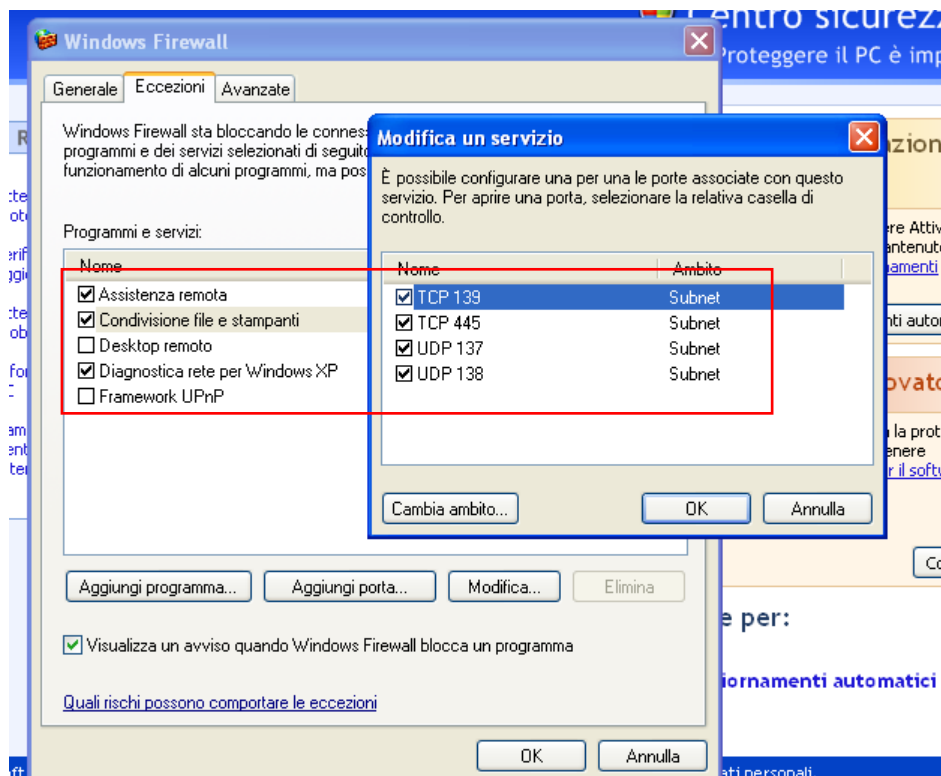 Centro sicurez
Proteggere il PC è imp
Windows Firewall
Generale
Eccezioni
Avanzate
Windows Firewall sta bloccando le conness
programmi e dei servizi selezionati di seguito
funzionamento di alcuni programmi, ma pos
Programmi e servizi:
Nome
Assistenza remota
Condivisione file e stampanti
Desktop remoto
Diagnostica rete per Windows XP
Framework UPnP
Modifica un servizio
È possibile configurare una per una le porte associate con questo
servizio. Per aprire una porta, selezionare la relativa casella di
controllo.
Nome Ambito
TCP 139 Subnet
TCP 445 Subnet
UDP 137 Subnet
UDP 138 Subnet
Cambia ambito...
OK
Annulla
Aggiungi programma...
Aggiungi porta...
Modifica...
Elimina
Visualizza un avviso quando Windows Firewall blocca un programma
Quali rischi possono comportare le eccezioni
OK
Annulla
zion
re Attiv
antenuto
amenti
nti auto
ovato
la prot
enere
r il softw
Co
e per:
iornamenti automatici
ati personali